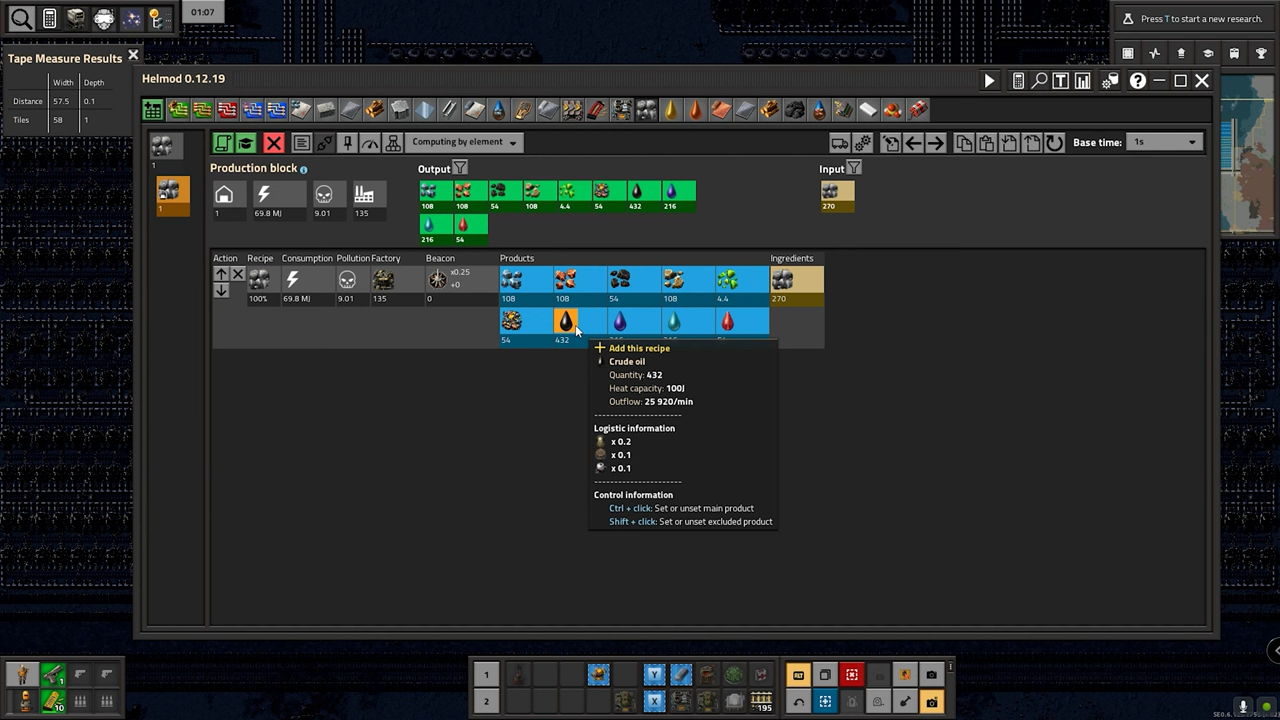 01:07
Press T to start a new research.
Tape Measure Results
Width Depth
Distance 57.5 0.1
Tiles 58 1
Helmod 0.12.19
1
1
Computing by element
Base time: 1s
Production block
1 69.8 MJ 9.01 135
Output
108 108 54 108 4.4 54 432 216
216 54
Input
270
Action Recipe Consumption Pollution Factory Beacon Products Ingredients
x0.25
+0
100% 69.8 MJ 9.01 135 0 108 108 54 108 4.4 270
54 432
Add this recipe
Crude oil
Quantity: 432
Heat capacity: 100J
Outflow: 25 920/min
--------------------
Logistic information
x 0.2
x 0.1
x 0.1
--------------------
Control information
Ctrl + click: Set or unset main product
Shift + click: Set or unset excluded product
1 Y ALT
1
10
2 X 195